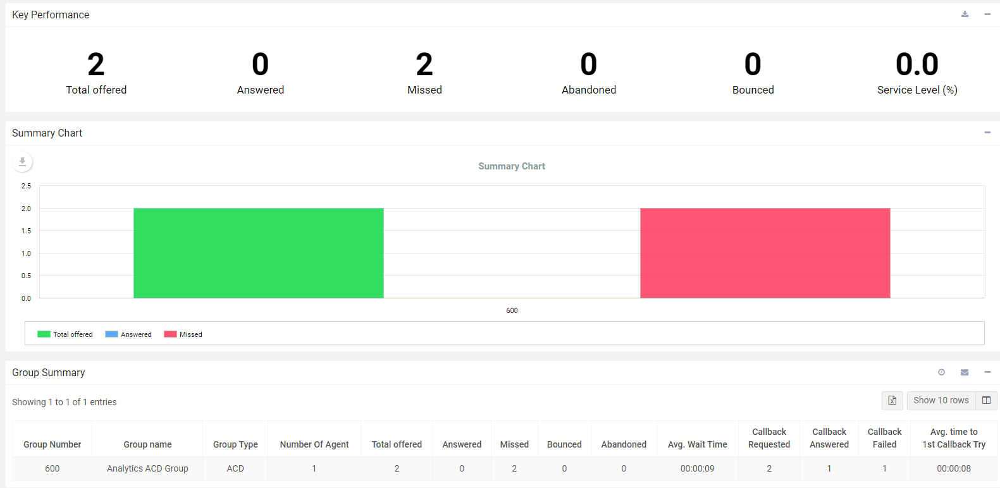 Key Performance
2 0 2 0 0 0.0
Total offered Answered Missed Abandoned Bounced Service Level (%)
Summary Chart
Summary Chart
2.5
2.0
1.5
1.0
0.5
0.0
600
Total offered Answered Missed
Group Summary
Showing 1 to 1 of 1 entries
Show 10 rows
Group Number Group name Group Type Number Of Agent Total offered Answered Missed Bounced Abandoned Avg. Wait Time Callback Requested Callback Answered Callback Failed Avg. time to 1st Callback Try
600 Analytics ACD Group ACD 1 2 0 2 0 0 00:00:09 2 1 1 00:00:08